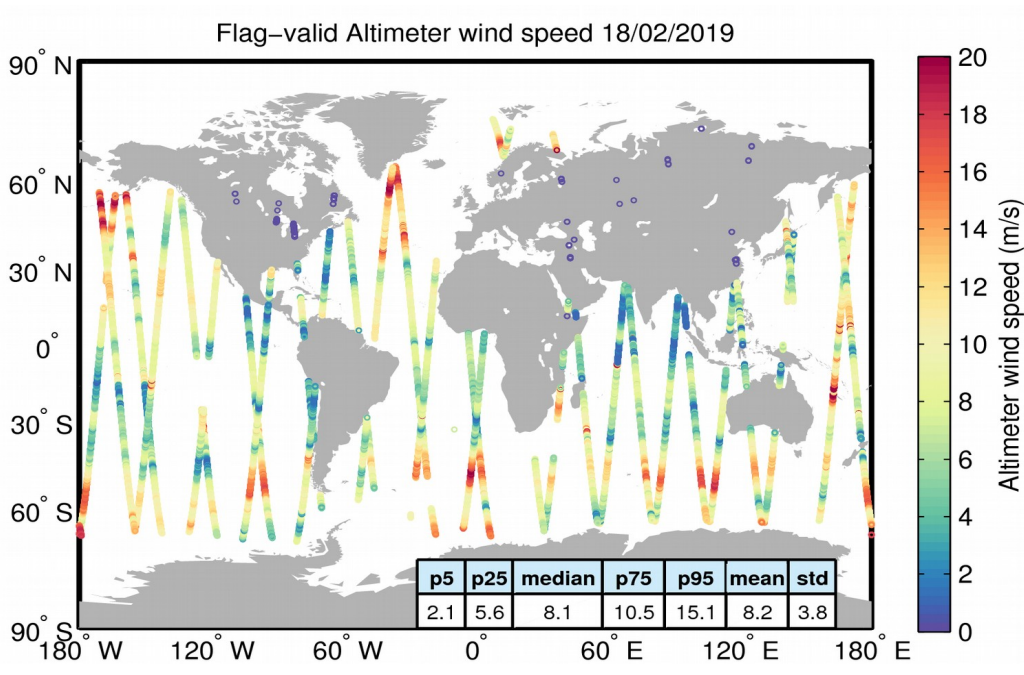 Flag−valid Altimeter wind speed 18/02/2019
90° N
60° N
30° N
0°
30° S
60° S
90° S
180° W
120° W
60° W
0°
60° E
120° E
180° E
p5 p25 median p75 p95 mean std
2.1 5.6 8.1 10.5 15.1 8.2 3.8
20
18
16
14
12
10
8
6
4
2
0
Altimeter wind speed (m/s)